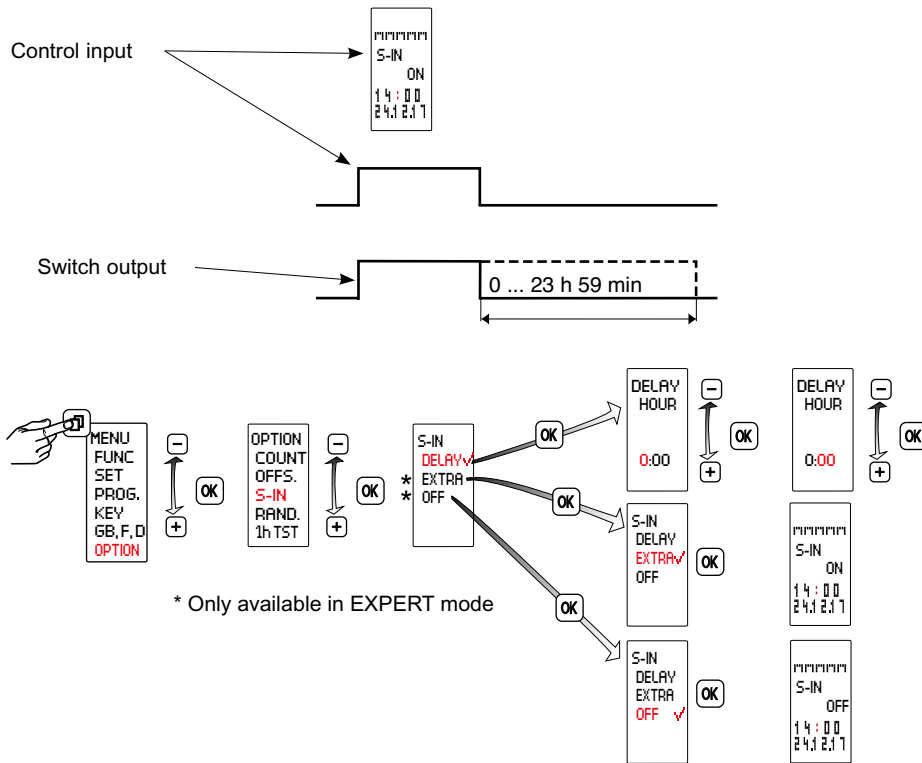 Control input
S-IN
ON
14:00
24.12.17
Switch output
0 ... 23 h 59 min
MENU
FUNC
SET
PROG.
KEY
GB, F, D
OPTION
−
OK
+
OPTION
COUNT
OFFS.
S-IN
RAND.
1h TST
−
OK
+
S-IN
DELAY✓
* EXTRA
* OFF
* Only available in EXPERT mode
OK
DELAY
HOUR
0:00
−
OK
+
DELAY
HOUR
0:00
−
OK
+
OK
S-IN
DELAY
EXTRA✓
OFF
OK
S-IN
ON
14:00
24.12.17
OK
S-IN
DELAY
EXTRA
OFF ✓
OK
S-IN
OFF
14:00
24.12.17